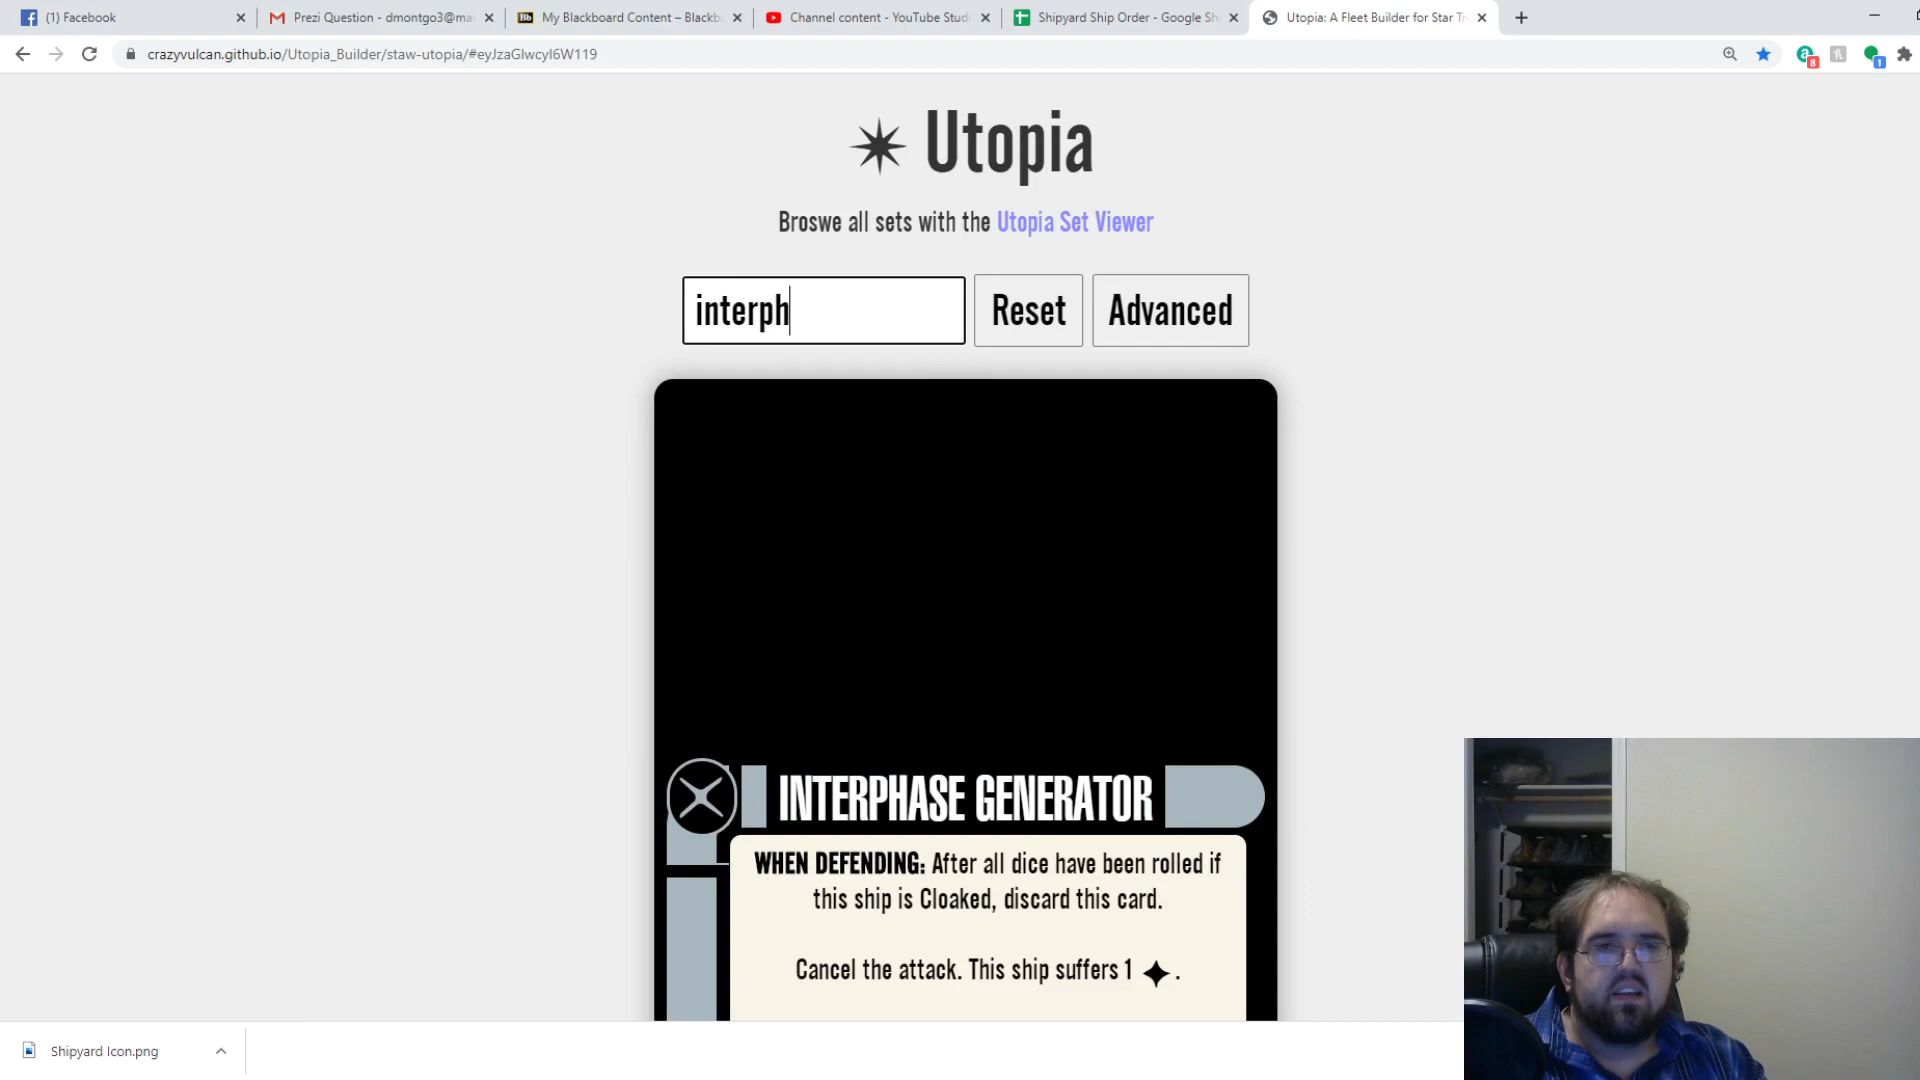 (1) Facebook
Prezi Question - dmontgo3@ma
Bb My Blackboard Content – Blackb
Channel content - YouTube Stud
Shipyard Ship Order - Google Sh
Utopia: A Fleet Builder for Star Tr
crazyvulcan.github.io/Utopia_Builder/staw-utopia/#eyJzaGlwcyI6W119
8
1
Utopia
Broswe all sets with the Utopia Set Viewer
interph
Reset
Advanced
INTERPHASE GENERATOR
WHEN DEFENDING: After all dice have been rolled if
this ship is Cloaked, discard this card.
Cancel the attack. This ship suffers 1 .
Shipyard Icon.png